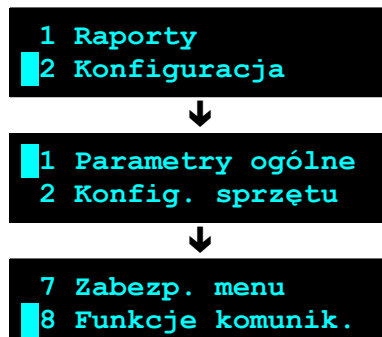 1 Raporty
2 Konfiguracja
1 Parametry ogólne
2 Konfig. sprzętu
7 Zabezp. menu
8 Funkcje komunik.